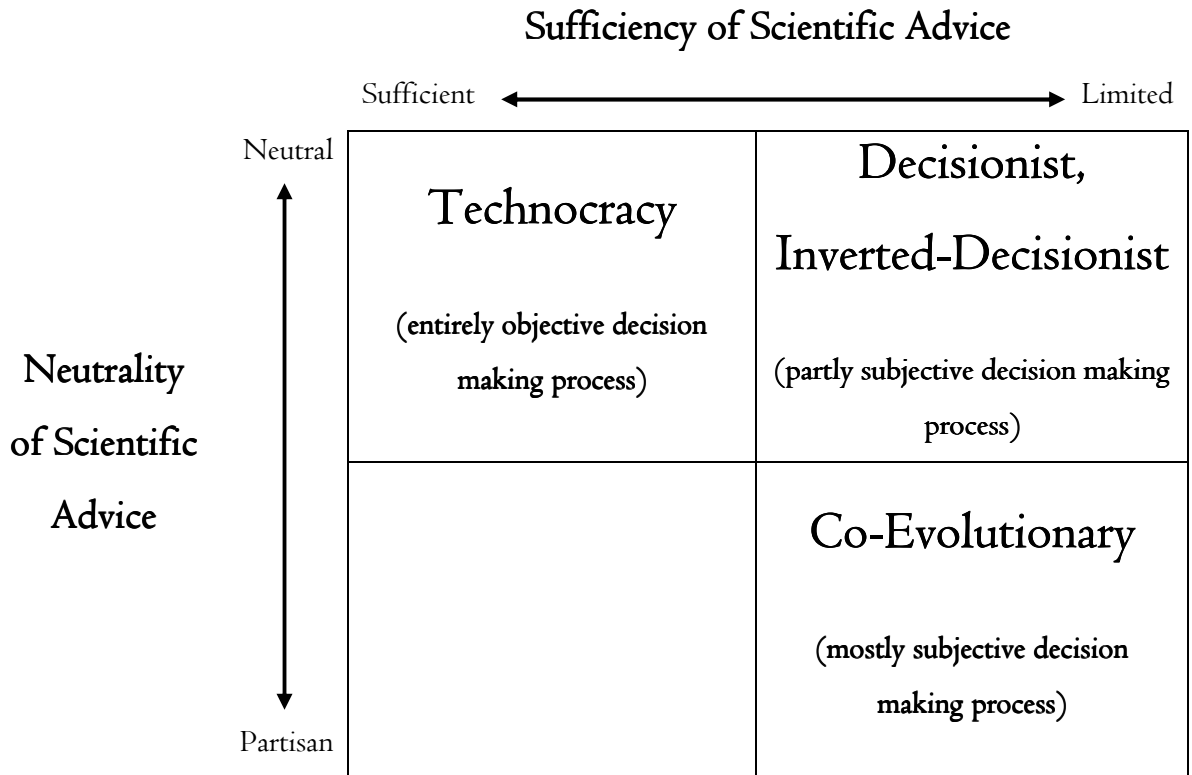 Sufficiency of Scientific Advice
Sufficient
Limited
Neutral
Technocracy
(entirely objective decision
making process)
Decisionist,
Inverted-Decisionist
(partly subjective decision making
process)
Neutrality
of Scientific
Advice
Co-Evolutionary
(mostly subjective decision
making process)
Partisan